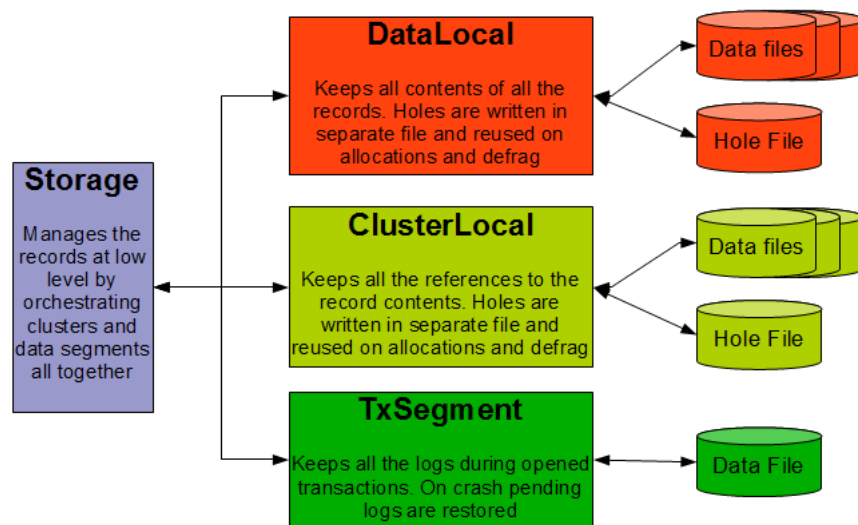 DataLocal
Keeps all contents of all the
records. Holes are written in
separate file and reused on
allocations and defrag
Data files
Hole File
Storage
Manages the
records at low
level by
orchestrating
clusters and
data segments
all together
ClusterLocal
Keeps all the references to the
record contents. Holes are
written in separate file and
reused on allocations and defrag
Data files
Hole File
TxSegment
Keeps all the logs during opened
transactions. On crash pending
logs are restored
Data File